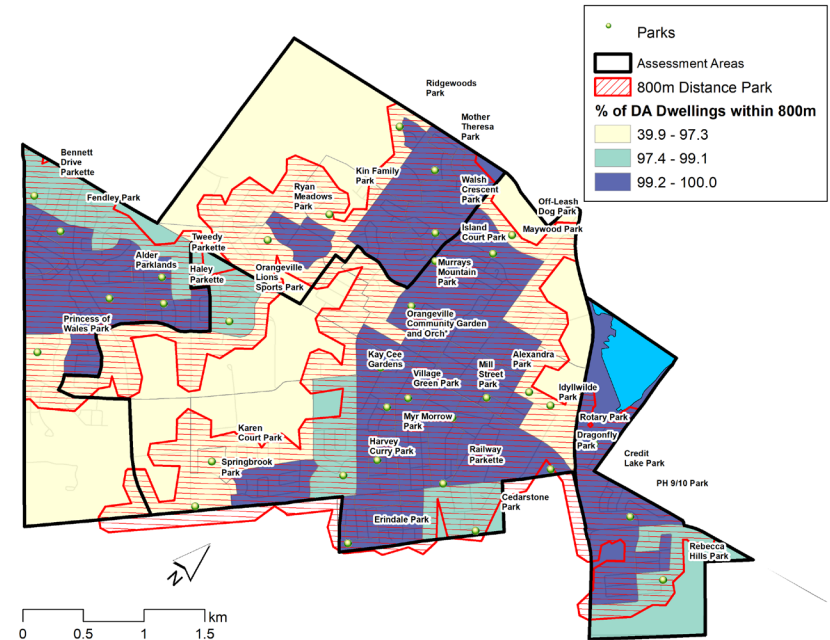 Parks
Assessment Areas
800m Distance Park
% of DA Dwellings within 800m
39.9 - 97.3
97.4 - 99.1
99.2 - 100.0
Ridgewoods
Park
Mother
Theresa
Park
Bennett
Drive
Parkette
Fendley Park
Kin Family
Park
Ryan
Meadows
Park
Walsh
Crescent
Park
Off-Leash
Dog Park
Maywood Park
Island
Court Park
Tweedy
Parkette
Alder
Parklands
Haley
Parkette
Orangeville
Lions
Sports Park
Murrays
Mountain
Park
Princess of
Wales Park
Orangeville
Community Garden
and Orch*
Kay Cee
Gardens
Village
Green Park
Mill
Street
Park
Alexandra
Park
Idyllwilde
Park
Myr Morrow
Park
Rotary Park
Dragonfly
Park
Karen
Court Park
Harvey
Curry Park
Railway
Parkette
Springbrook
Park
Credit
Lake Park
PH 9/10 Park
Cedarstone
Park
Erindale Park
Rebecca
Hills Park
N
km
0 0.5 1 1.5